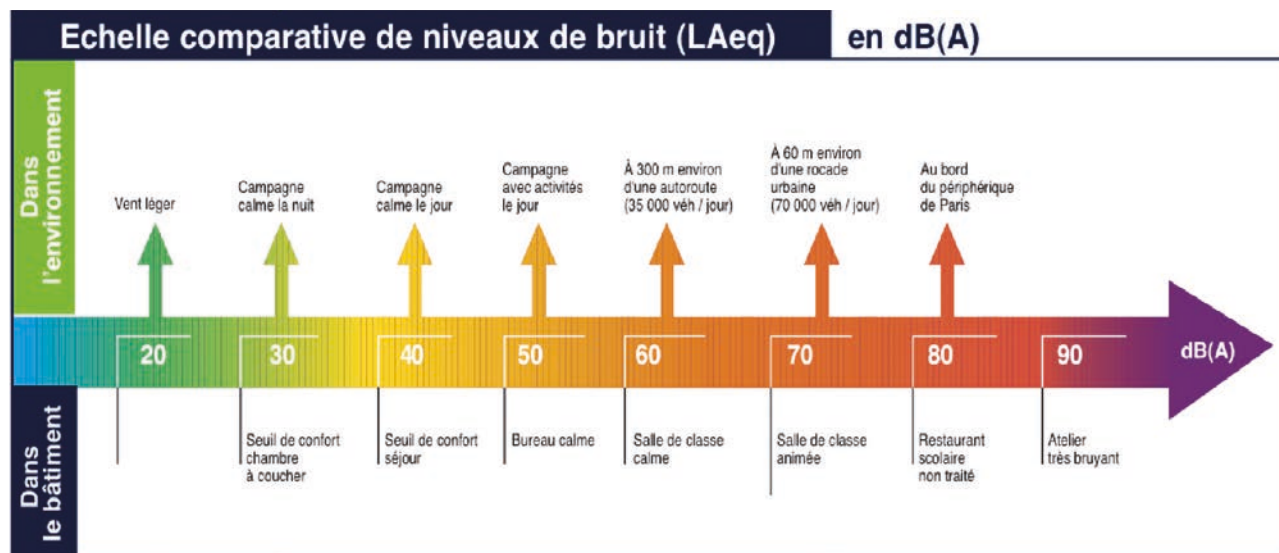 Echelle comparative de niveaux de bruit (LAeq) en dB(A)
Dans
l'environnement
Vent léger
Campagne
calme la nuit
Campagne
calme le jour
Campagne
avec activités
le jour
À 300 m environ
d'une autoroute
(35 000 véh / jour)
À 60 m environ
d'une rocade
urbaine
(70 000 véh / jour)
Au bord
du périphérique
de Paris
20 30 40 50 60 70 80 90 dB(A)
Dans
le bâtiment
Seuil de confort
chambre
à coucher
Seuil de confort
séjour
Bureau calme
Salle de classe
calme
Salle de classe
animée
Restaurant
scolaire
non traité
Atelier
très bruyant